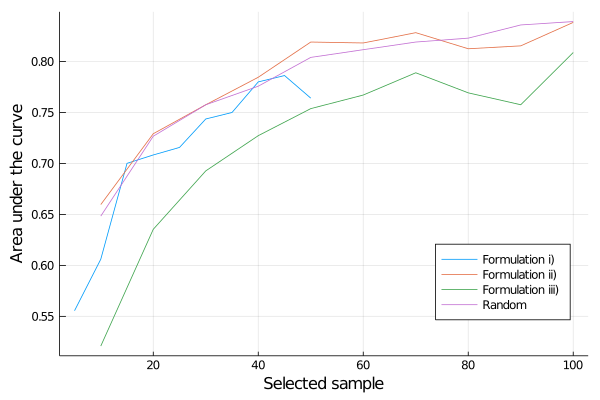 Area under the curve
0.80
0.75
0.70
0.65
0.60
0.55
Formulation i)
Formulation ii)
Formulation iii)
Random
20
40
60
80
100
Selected sample